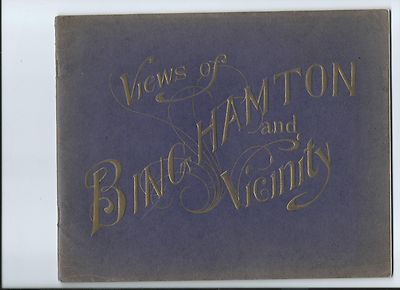 Views of
BINGHAMTON
and
Vicinity